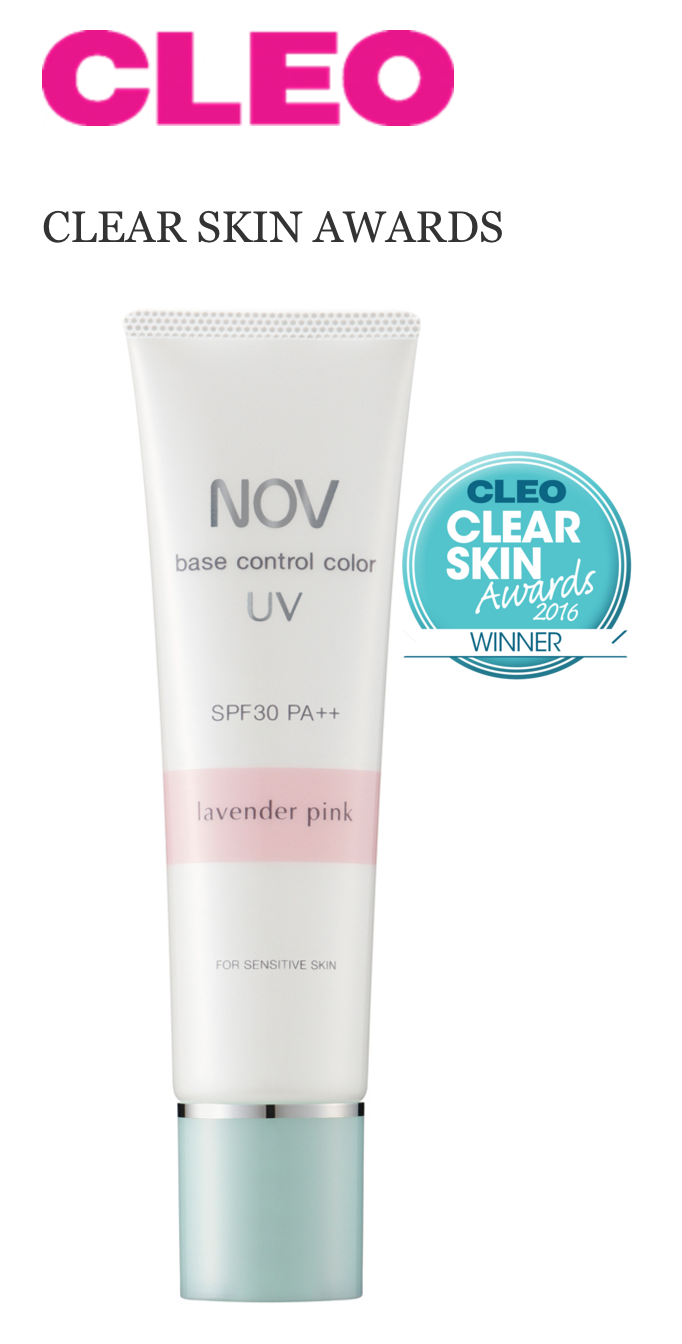 CLEO
CLEAR SKIN AWARDS
NOV
base control color
UV
SPF30 PA++
lavender pink
FOR SENSITIVE SKIN
CLEO
CLEAR
SKIN
Awards
2016
WINNER